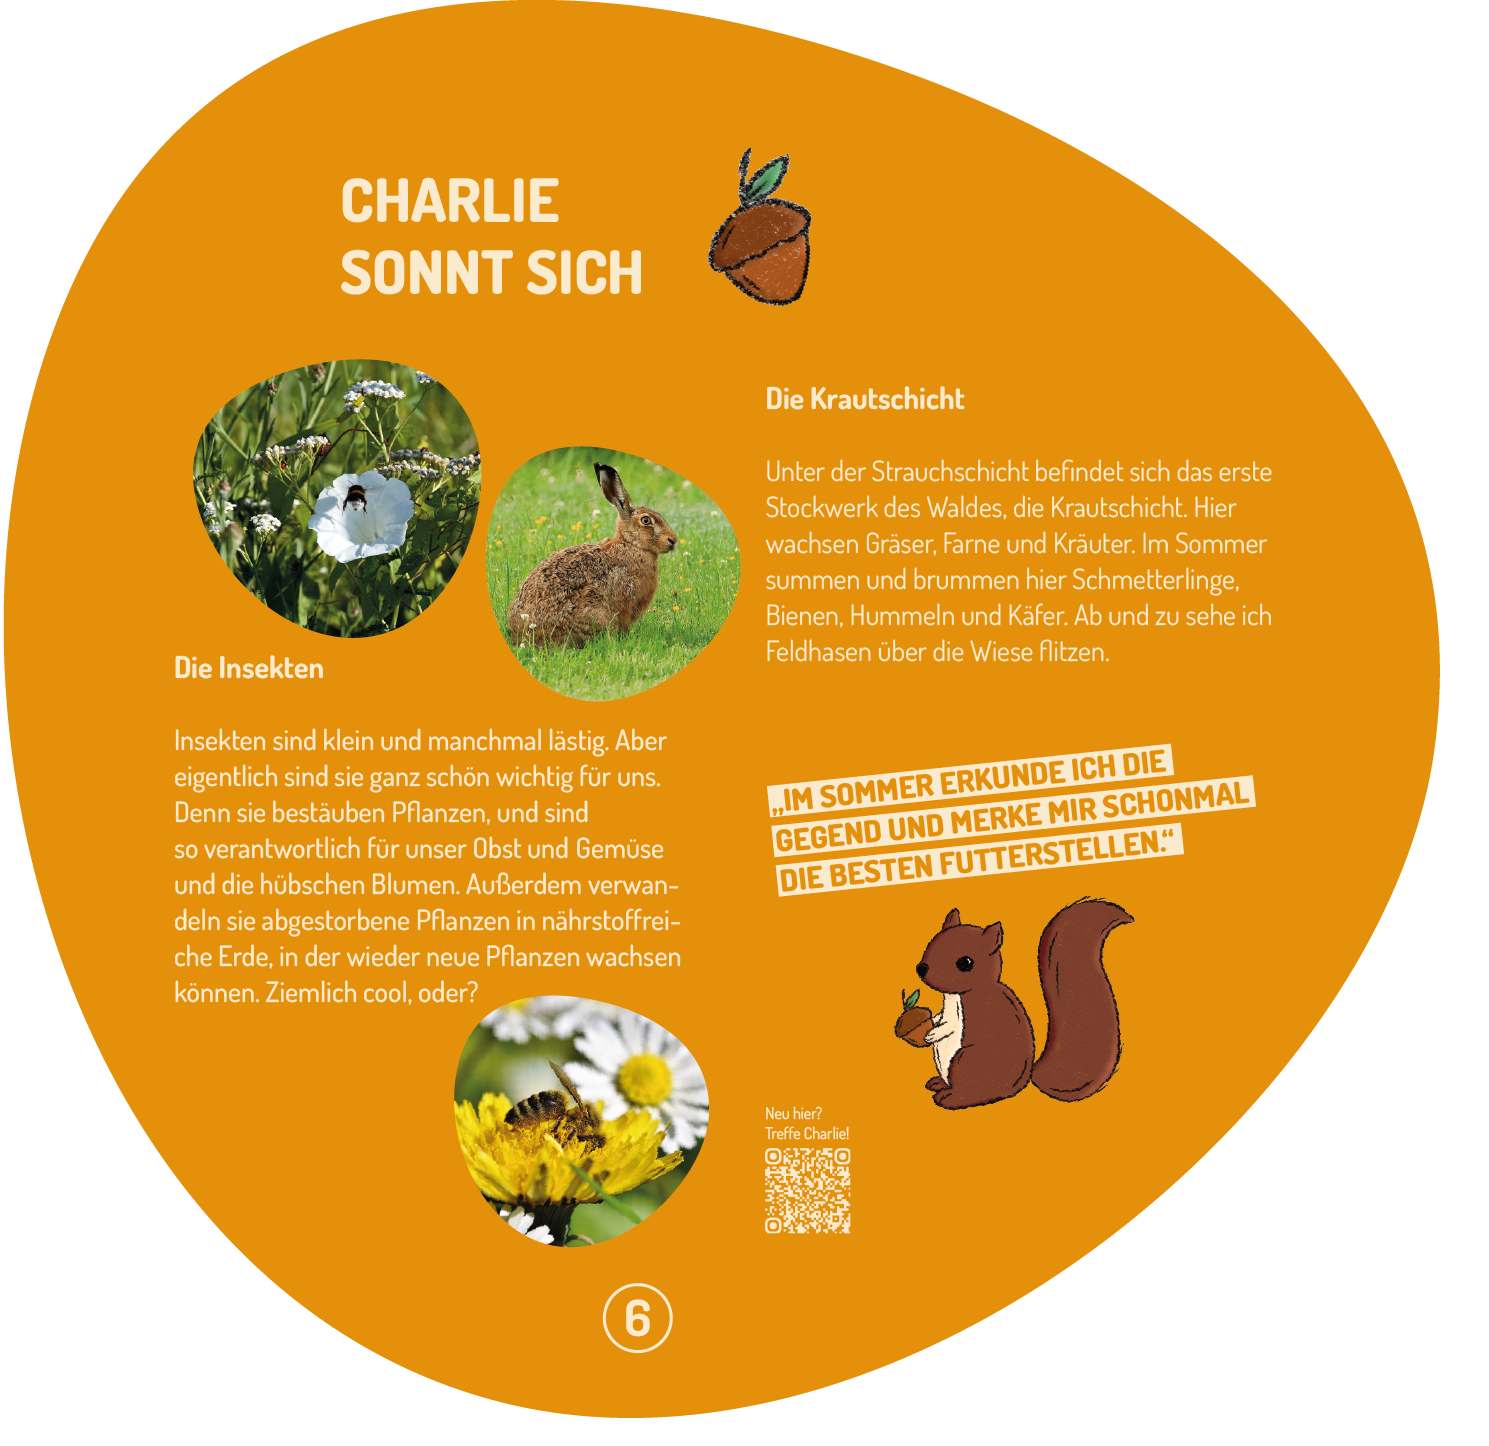 CHARLIE
SONNT SICH
Die Insekten
Insekten sind klein und manchmal lästig. Aber
eigentlich sind sie ganz schön wichtig für uns.
Denn sie bestäuben Pflanzen, und sind
so verantwortlich für unser Obst und Gemüse
und die hübschen Blumen. Außerdem verwan-
deln sie abgestorbene Pflanzen in nährstoffrei-
che Erde, in der wieder neue Pflanzen wachsen
können. Ziemlich cool, oder?
Die Krautschicht
Unter der Strauchschicht befindet sich das erste
Stockwerk des Waldes, die Krautschicht. Hier
wachsen Gräser, Farne und Kräuter. Im Sommer
summen und brummen hier Schmetterlinge,
Bienen, Hummeln und Käfer. Ab und zu sehe ich
Feldhasen über die Wiese flitzen.
„IM SOMMER ERKUNDE ICH DIE
GEGEND UND MERKE MIR SCHONMAL
DIE BESTEN FUTTERSTELLEN.“
Neu hier?
Treffe Charlie!
6